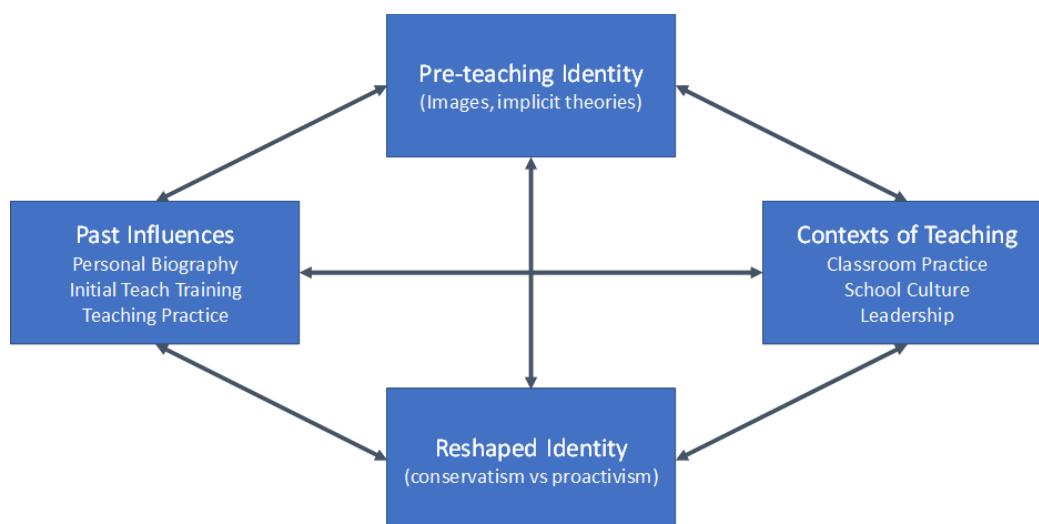 Pre-teaching Identity
(Images, implicit theories)
Past Influences
Personal Biography
Initial Teach Training
Teaching Practice
Contexts of Teaching
Classroom Practice
School Culture
Leadership
Reshaped Identity
(conservatism vs proactivism)